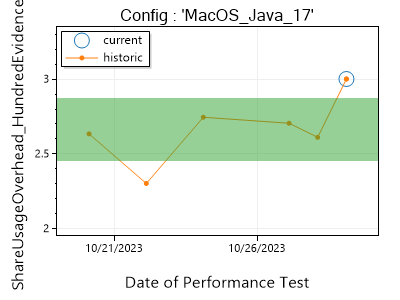 Config : 'MacOS_Java_17'
current
historic
ShareUsageOverhead_HundredEvidence
3
2.5
2
10/21/2023
10/26/2023
Date of Performance Test